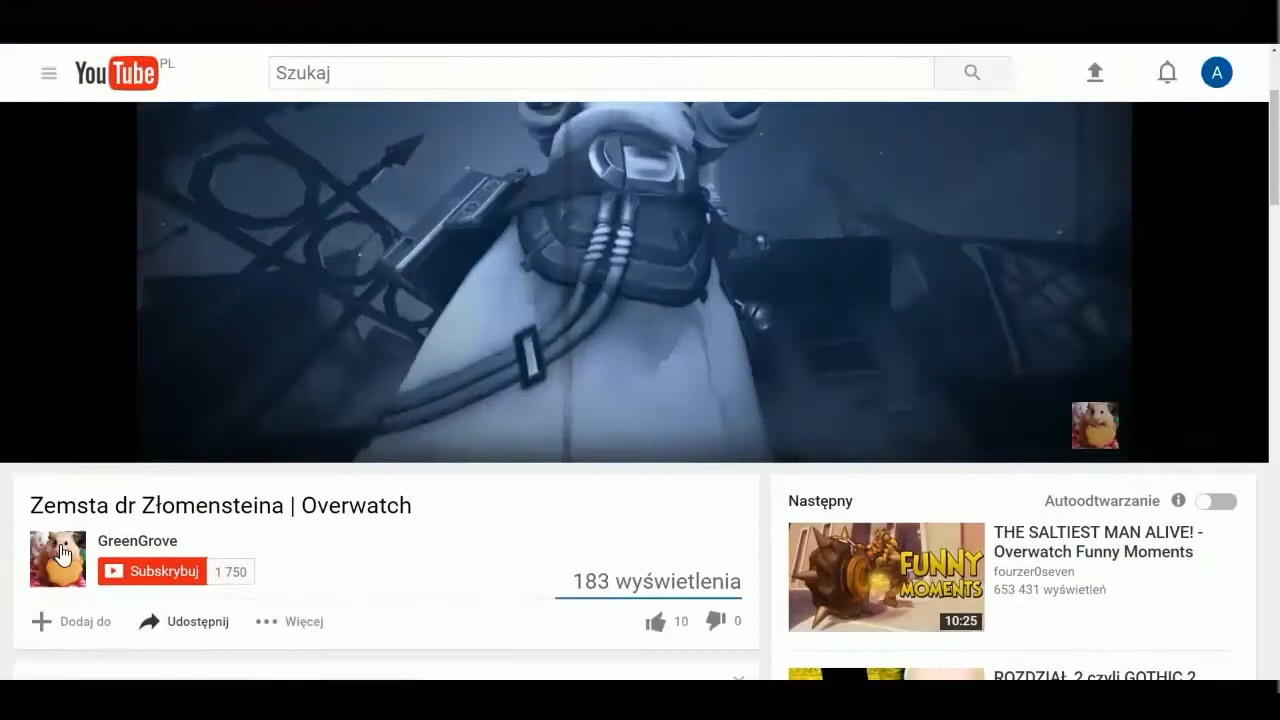 YouTube PL
Szukaj
A
Zemsta dr Złomensteina | Overwatch
GreenGrove
Subskrybuj 1 750
183 wyświetlenia
Dodaj do
Udostępnij
Więcej
10
0
Następny
Autoodtwarzanie
FUNNY
MOMENTS
10:25
THE SALTIEST MAN ALIVE! -
Overwatch Funny Moments
fourzer0seven
653 431 wyświetleń
ROZDZIAŁ 2 czyli GOTHIC 2